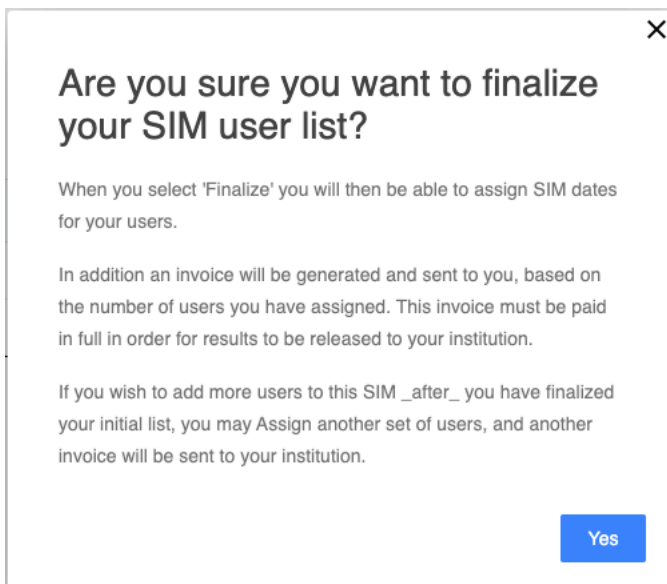 Are you sure you want to finalize
your SIM user list?
When you select 'Finalize' you will then be able to assign SIM dates
for your users.
In addition an invoice will be generated and sent to you, based on
the number of users you have assigned. This invoice must be paid
in full in order for results to be released to your institution.
If you wish to add more users to this SIM _after_ you have finalized
your initial list, you may Assign another set of users, and another
invoice will be sent to your institution.
Yes